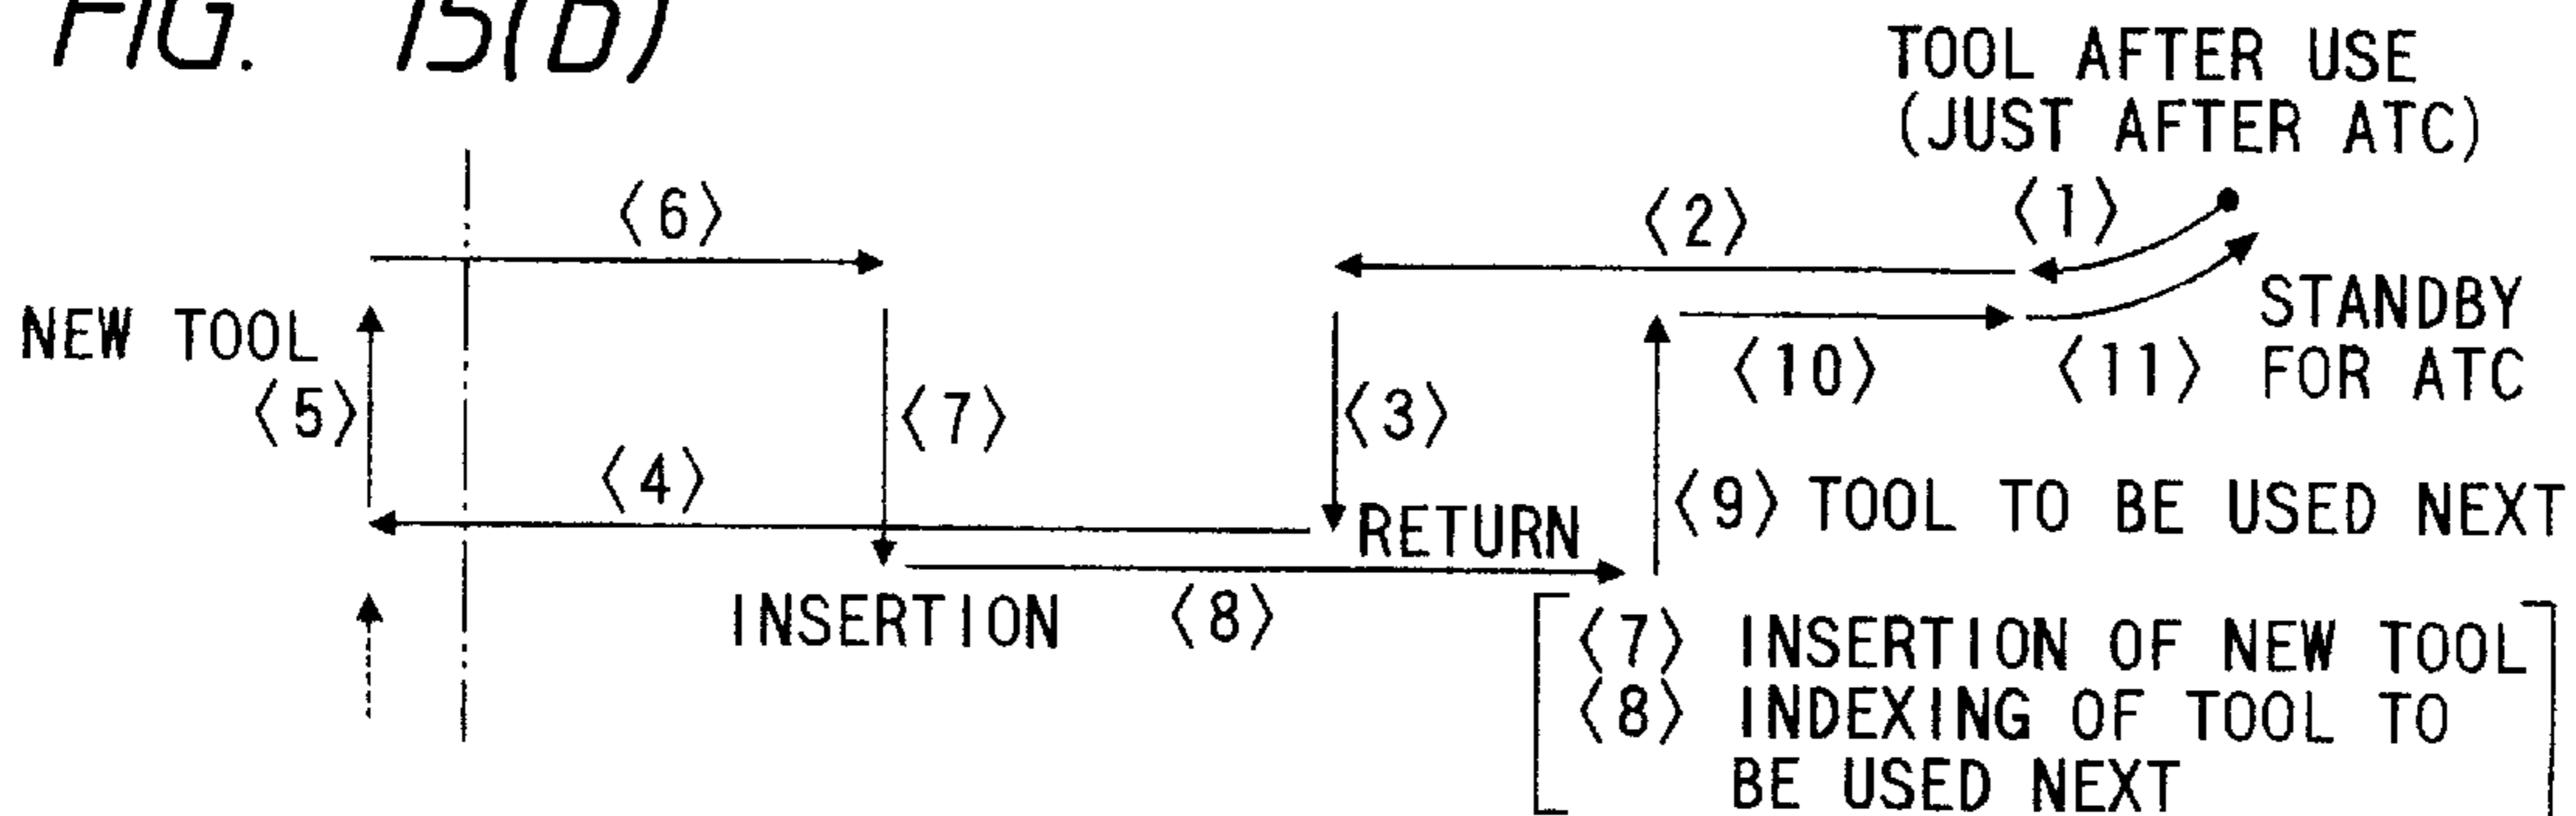 FIG. 15(B)
TOOL AFTER USE
(JUST AFTER ATC)
〈6〉
〈2〉
〈1〉
NEW TOOL
STANDBY
FOR ATC
〈10〉
〈11〉
〈5〉
〈7〉
〈3〉
〈4〉
〈9〉 TOOL TO BE USED NEXT
RETURN
INSERTION
〈8〉
〈7〉 INSERTION OF NEW TOOL
〈8〉 INDEXING OF TOOL TO
BE USED NEXT